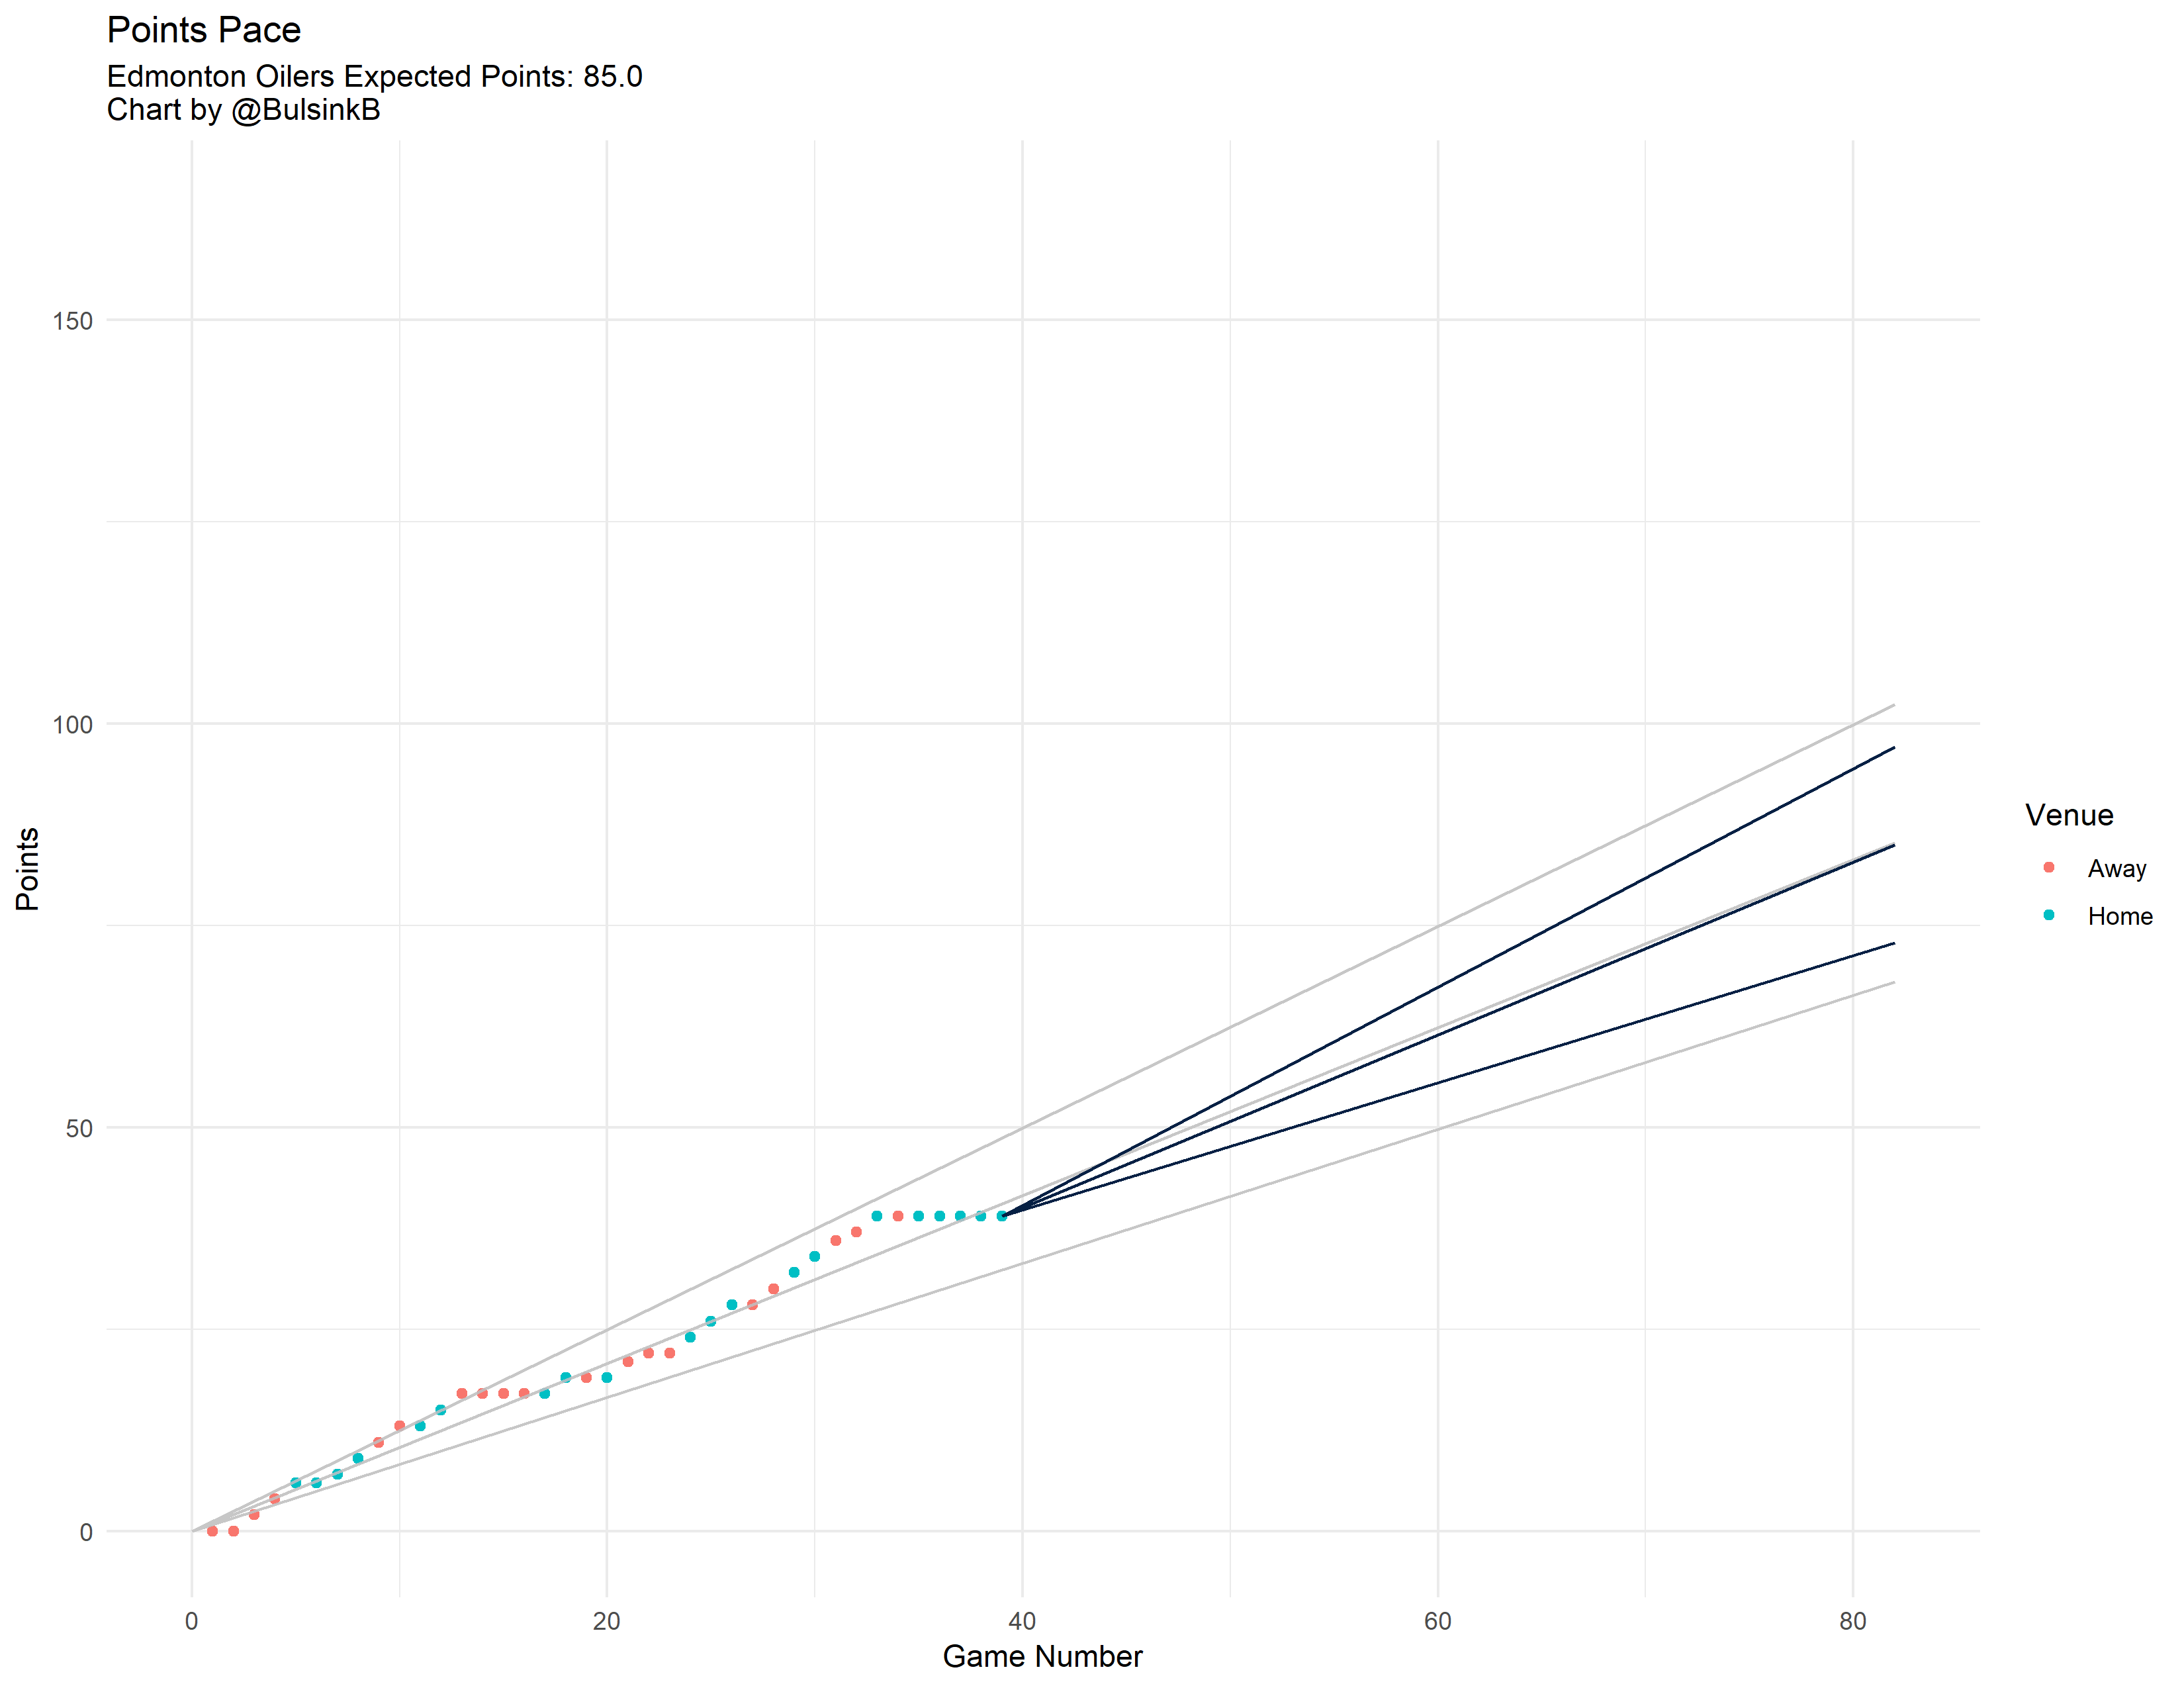 Points Pace
Edmonton Oilers Expected Points: 85.0
Chart by @BulsinkB
150
100
50
0
Points
0 20 40 60 80
Game Number
Venue
Away
Home